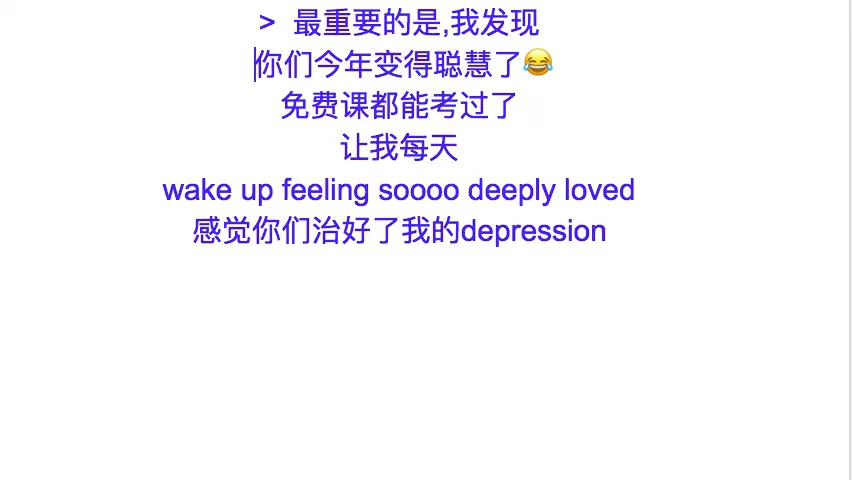 > 最重要的是,我发现
你们今年变得聪慧了😂
免费课都能考过了
让我每天
wake up feeling soooo deeply loved
感觉你们治好了我的depression